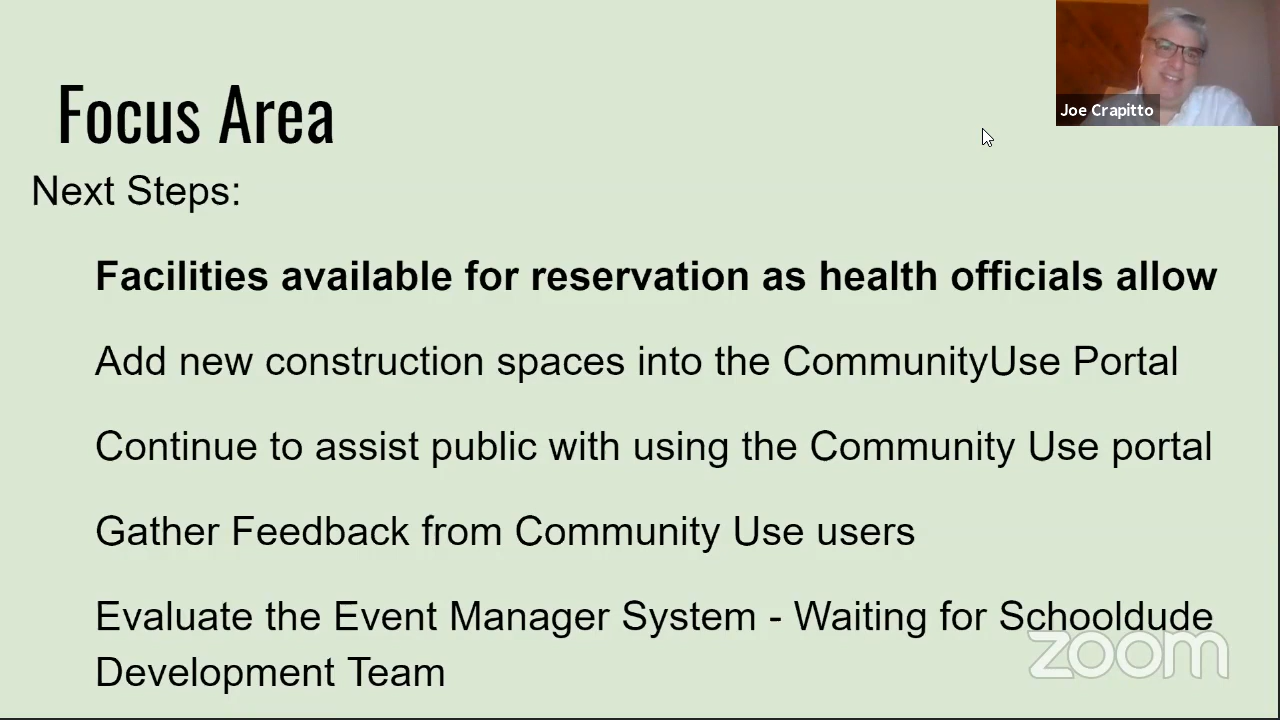 Focus Area
Joe Crapitto
Next Steps:
Facilities available for reservation as health officials allow
Add new construction spaces into the CommunityUse Portal
Continue to assist public with using the Community Use portal
Gather Feedback from Community Use users
Evaluate the Event Manager System - Waiting for Schooldude
Development Team
zoom